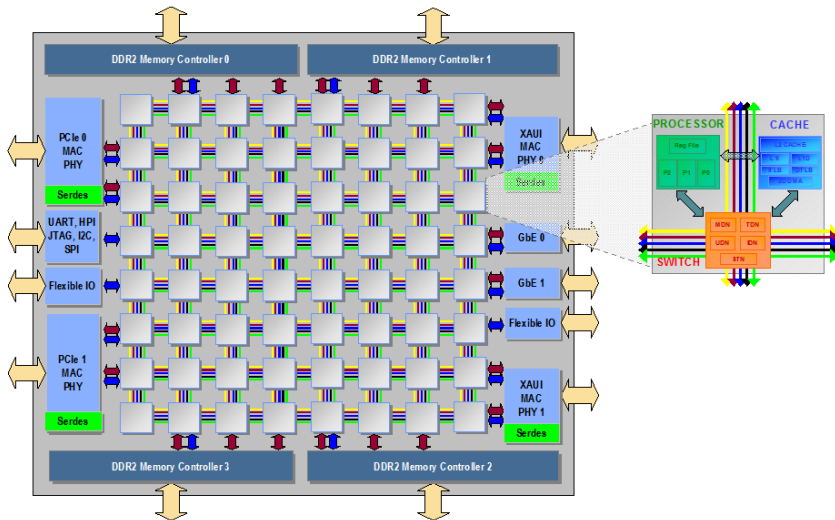 DDR2 Memory Controller 0
DDR2 Memory Controller 1
PCIe 0
MAC
PHY
Serdes
UART, HPI
JTAG, I2C,
SPI
Flexible IO
PCIe 1
MAC
PHY
Serdes
XAUI
MAC
PHY 0
Serdes
GbE 0
GbE 1
Flexible IO
XAUI
MAC
PHY 1
Serdes
DDR2 Memory Controller 3
DDR2 Memory Controller 2
PROCESSOR
CACHE
Reg File
P2
P1
P0
L2 CACHE
MDN
TDN
UDN
IDN
STN
SWITCH